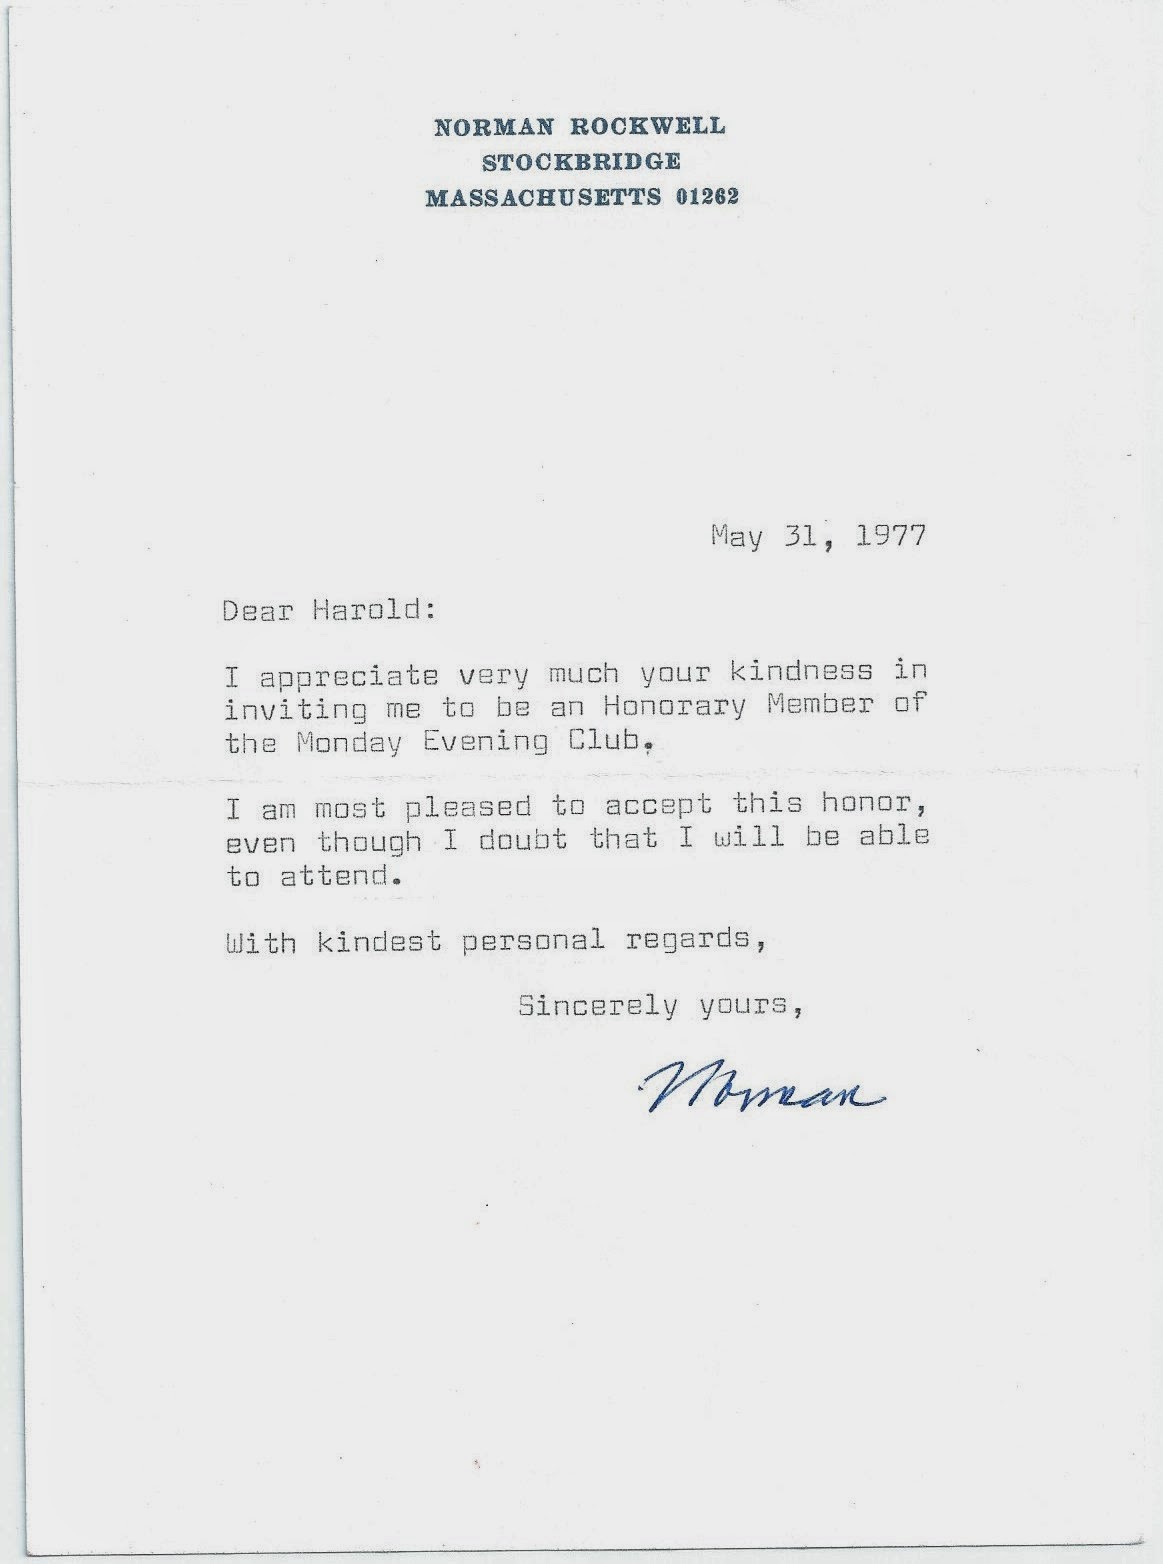 NORMAN ROCKWELL
STOCKBRIDGE
MASSACHUSETTS 01262
May 31, 1977
Dear Harold:
I appreciate very much your kindness in
inviting me to be an Honorary Member of
the Monday Evening Club.
I am most pleased to accept this honor,
even though I doubt that I will be able
to attend.
With kindest personal regards,
Sincerely yours,
Norman